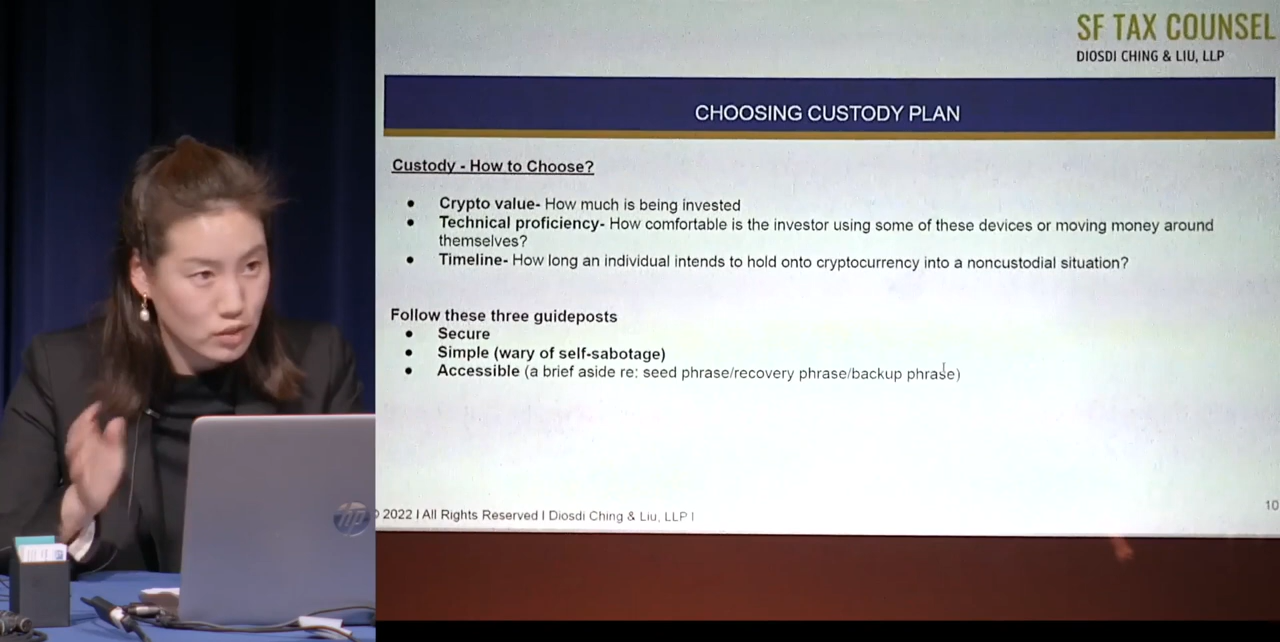 SF TAX COUNSEL
DIOSDI CHING & LIU, LLP
CHOOSING CUSTODY PLAN
Custody - How to Choose?
• Crypto value- How much is being invested
• Technical proficiency- How comfortable is the investor using some of these devices or moving money around
themselves?
• Timeline- How long an individual intends to hold onto cryptocurrency into a noncustodial situation?
Follow these three guideposts
• Secure
• Simple (wary of self-sabotage)
• Accessible (a brief aside re: seed phrase/recovery phrase/backup phrase)
hp
© 2022 I All Rights Reserved I Diosdi Ching & Liu, LLP I
10